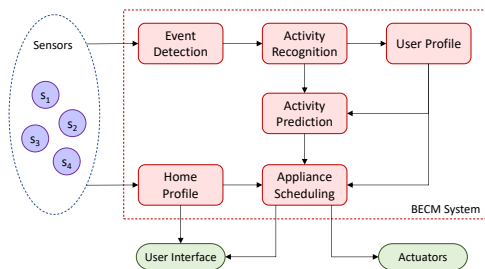 Sensors
s1
s2
s3
s4
Event
Detection
Activity
Recognition
User Profile
Activity
Prediction
Home
Profile
Appliance
Scheduling
BECM System
User Interface
Actuators